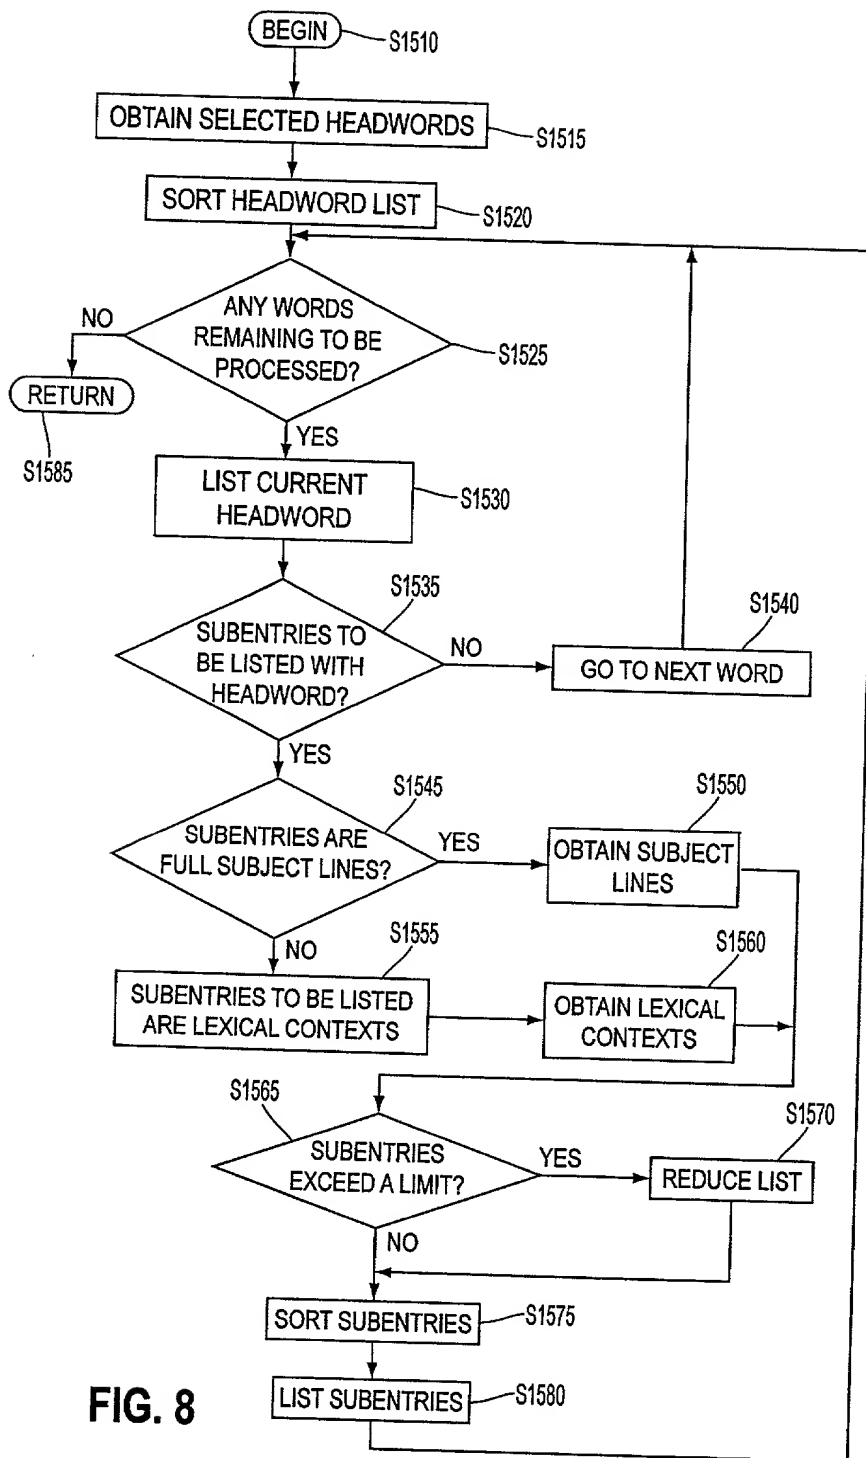 BEGIN
S1510
OBTAIN SELECTED HEADWORDS
S1515
SORT HEADWORD LIST
S1520
ANY WORDS
REMAINING TO BE
PROCESSED?
S1525
NO
RETURN
S1585
YES
LIST CURRENT
HEADWORD
S1530
S1535
SUBENTRIES TO
BE LISTED WITH
HEADWORD?
NO
S1540
GO TO NEXT WORD
YES
S1545
SUBENTRIES ARE
FULL SUBJECT LINES?
YES
S1550
OBTAIN SUBJECT
LINES
NO
S1555
SUBENTRIES TO BE LISTED
ARE LEXICAL CONTEXTS
S1560
OBTAIN LEXICAL
CONTEXTS
S1565
SUBENTRIES
EXCEED A LIMIT?
YES
S1570
REDUCE LIST
NO
SORT SUBENTRIES
S1575
LIST SUBENTRIES
S1580
FIG. 8